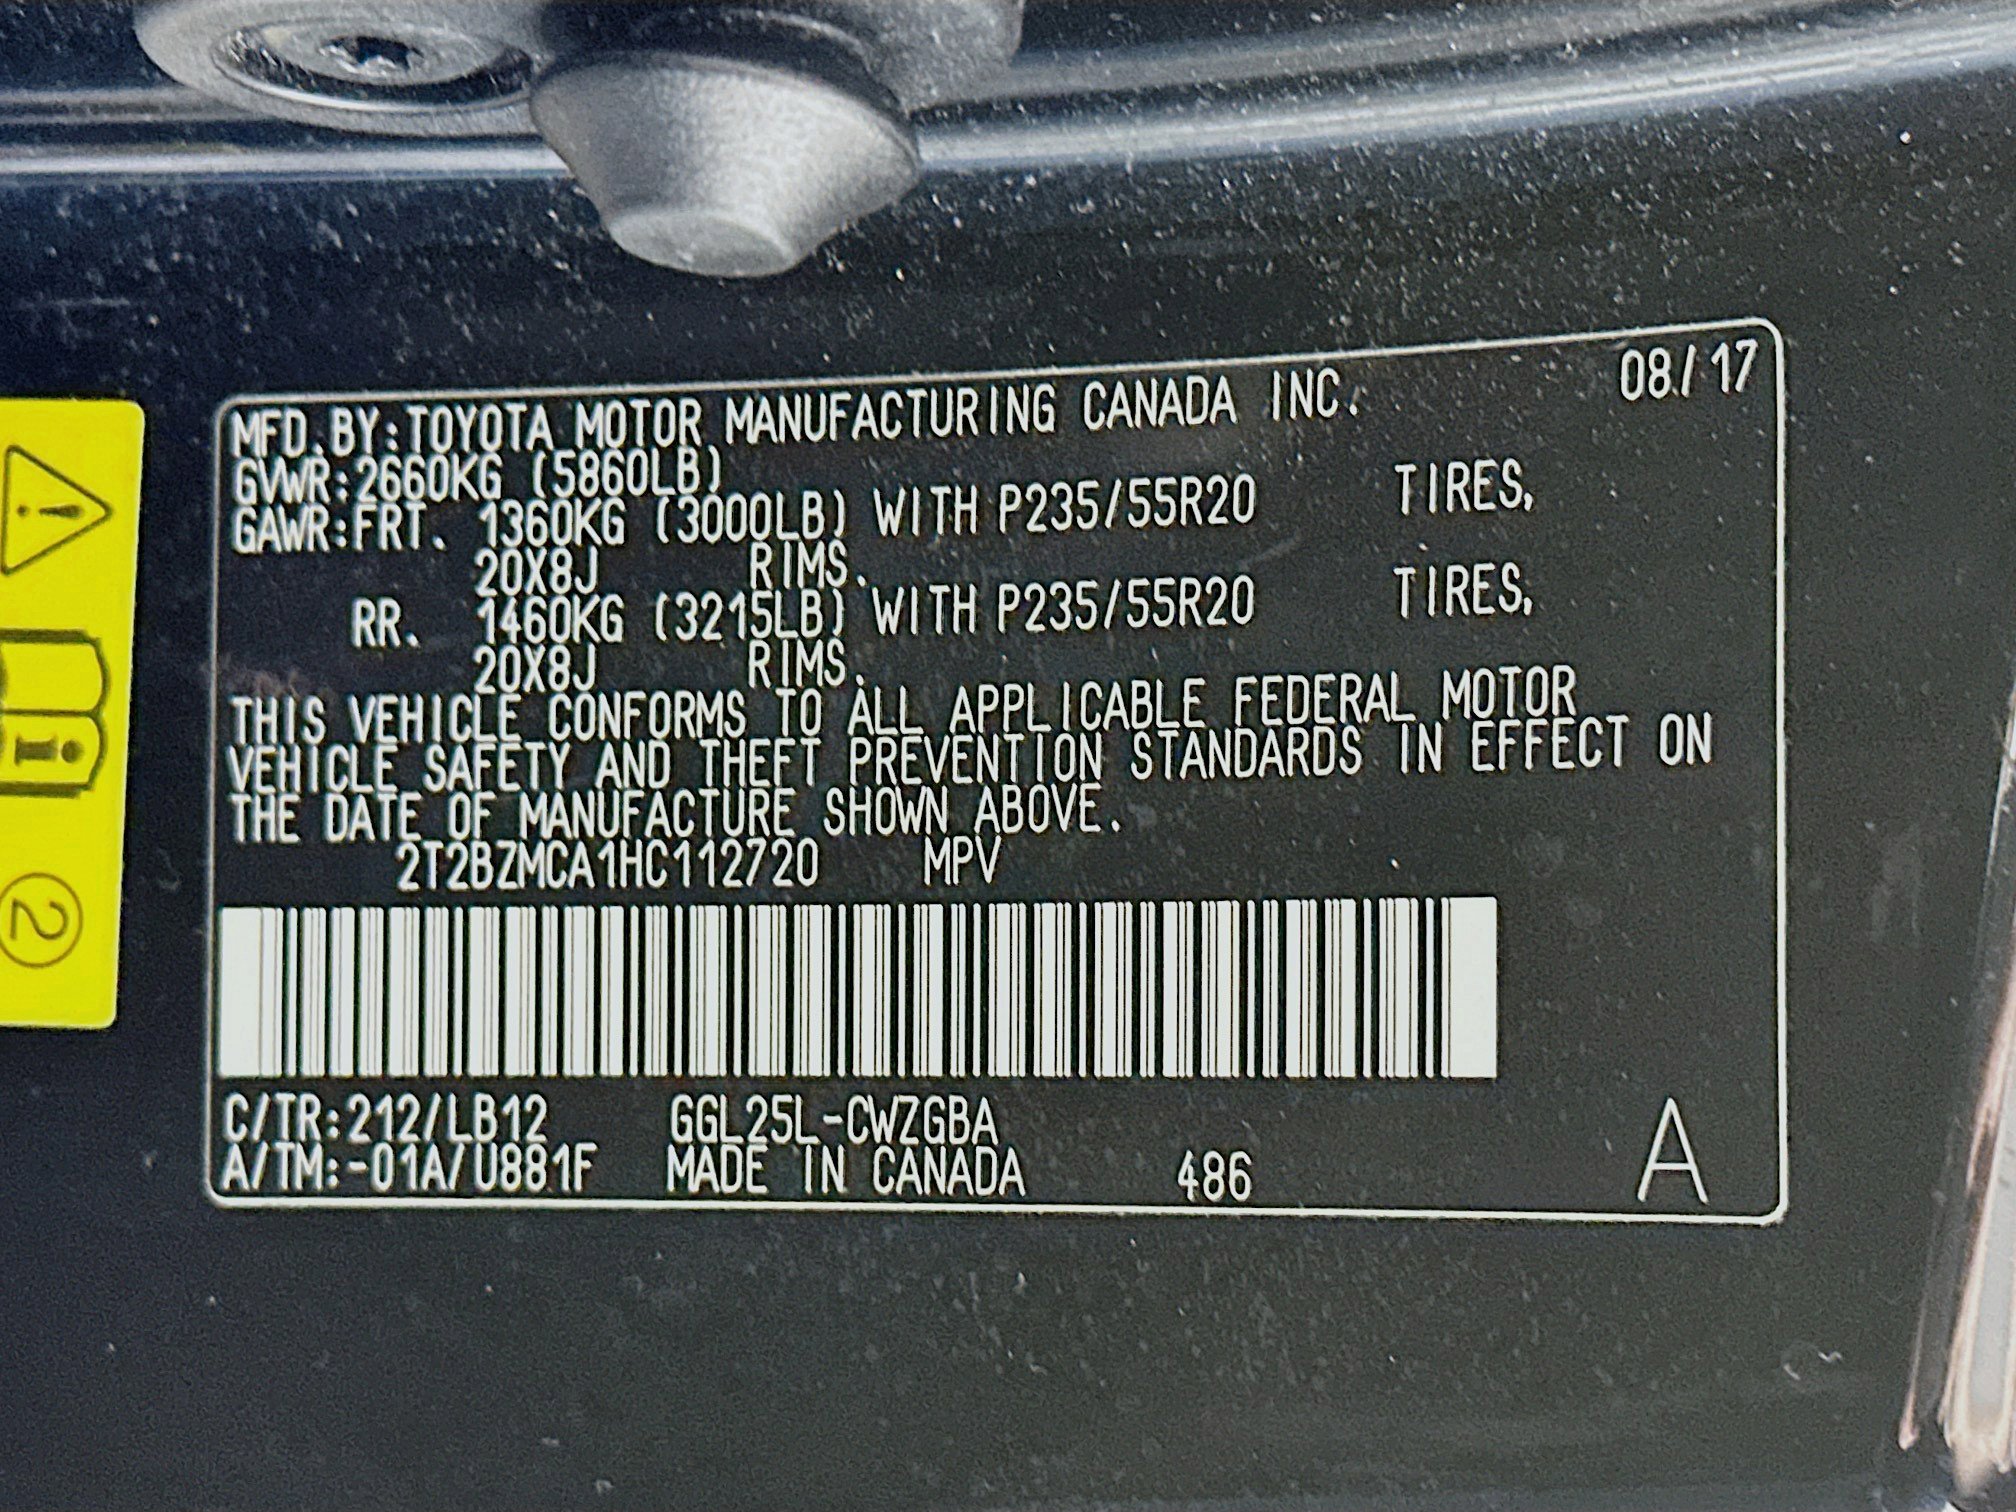 MFD.BY:TOYOTA MOTOR MANUFACTURING CANADA INC. 08/17
GVWR:2660KG (5860LB)
GAWR:FRT. 1360KG (3000LB) WITH P235/55R20 TIRES,
20X8J RIMS.
RR. 1460KG (3215LB) WITH P235/55R20 TIRES,
20X8J RIMS.
THIS VEHICLE CONFORMS TO ALL APPLICABLE FEDERAL MOTOR
VEHICLE SAFETY AND THEFT PREVENTION STANDARDS IN EFFECT ON
THE DATE OF MANUFACTURE SHOWN ABOVE.
2T2BZMCA1HC112720 MPV
C/TR:212/LB12 GGL25L-CWZGBA
A/TM:-01A/U881F MADE IN CANADA 486 A
!
i
2